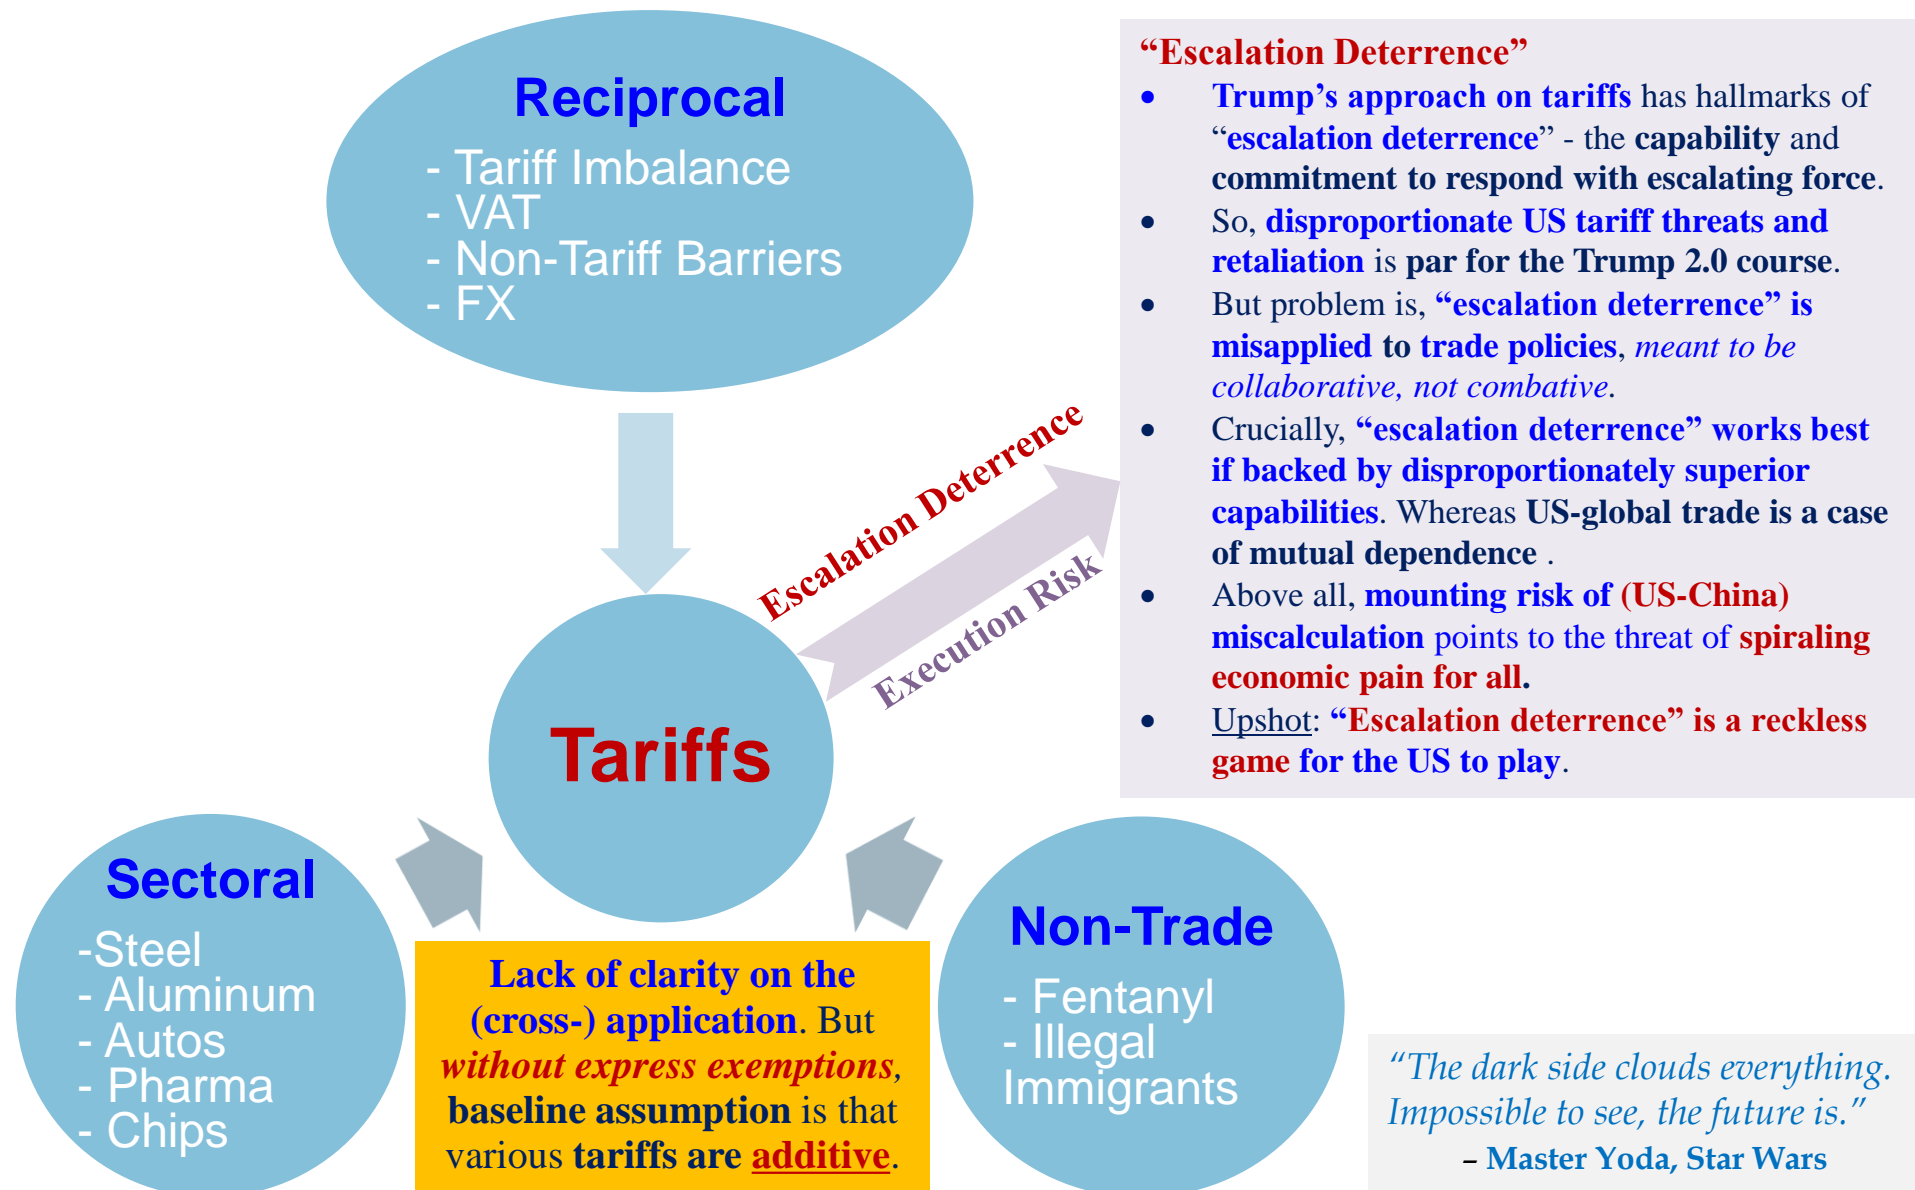 Reciprocal
- Tariff Imbalance
- VAT
- Non-Tariff Barriers
- FX
“Escalation Deterrence”
• Trump’s approach on tariffs has hallmarks of
“escalation deterrence” - the capability and
commitment to respond with escalating force.
• So, disproportionate US tariff threats and
retaliation is par for the Trump 2.0 course.
• But problem is, “escalation deterrence” is
misapplied to trade policies, meant to be
collaborative, not combative.
• Crucially, “escalation deterrence” works best
if backed by disproportionately superior
capabilities. Whereas US-global trade is a case
of mutual dependence .
• Above all, mounting risk of (US-China)
miscalculation points to the threat of spiraling
economic pain for all.
• Upshot: “Escalation deterrence” is a reckless
game for the US to play.
Escalation Deterrence
Execution Risk
Tariffs
Sectoral
-Steel
- Aluminum
- Autos
- Pharma
- Chips
Lack of clarity on the
(cross-) application. But
without express exemptions,
baseline assumption is that
various tariffs are additive.
Non-Trade
- Fentanyl
- Illegal
Immigrants
“The dark side clouds everything.
Impossible to see, the future is.”
– Master Yoda, Star Wars